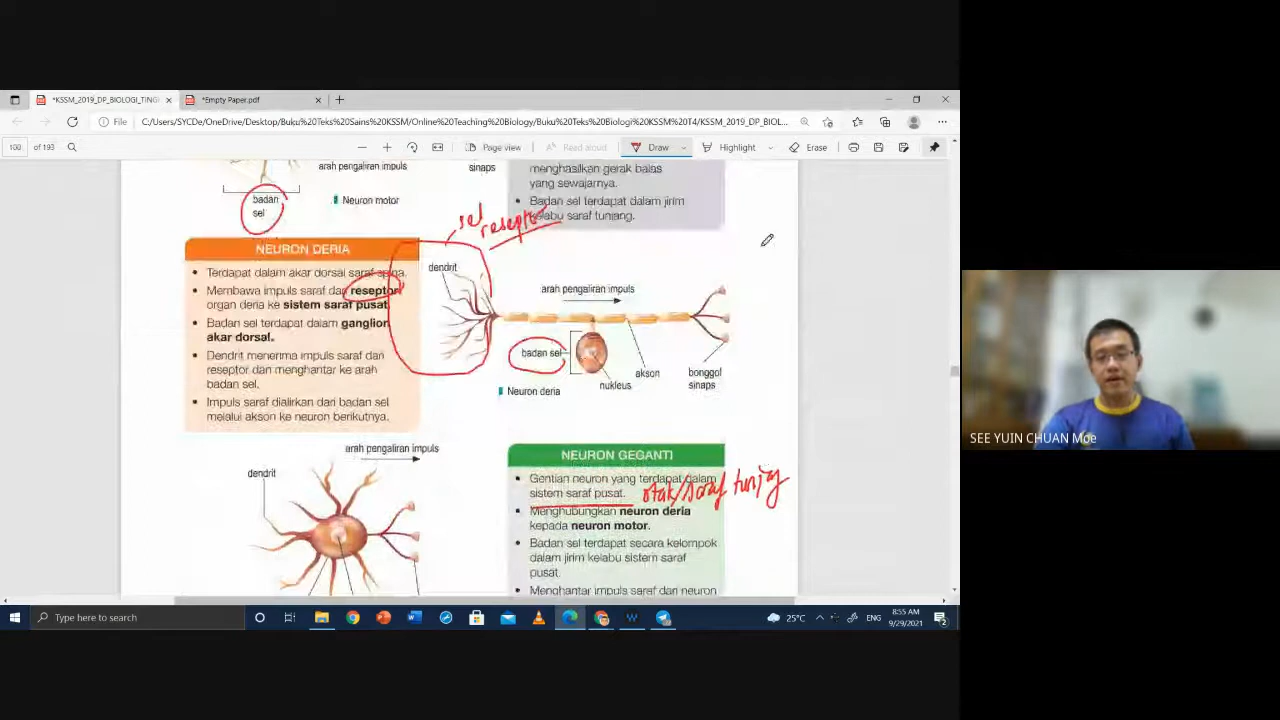 *KSSM_2019_DP_BIOLOGI_TING
*Empty Paper.pdf
File
C:/Users/SYCDe/OneDrive/Desktop/Buku%20Teks%20Sains%20KSSM/Online%20Teaching%20Biology/Buku%20Teks%20Biologi%20KSSM%20T4/KSSM_2019_DP_BIOL...
100 of 193
Page view
Read aloud
Draw
Highlight
Erase
arah pengaliran impuls
sinaps
badan
sel
Neuron motor
menghasilkan gerak balas
yang sewajarnya.
• Badan sel terdapat dalam jirim
kelabu saraf tunjang.
sel
reseptor
NEURON DERIA
• Terdapat dalam akar dorsal saraf spina.
• Membawa impuls saraf dari reseptor
organ deria ke sistem saraf pusat.
• Badan sel terdapat dalam ganglion
akar dorsal.
• Dendrit menerima impuls saraf dari
reseptor dan menghantar ke arah
badan sel.
• Impuls saraf dialirkan dari badan sel
melalui akson ke neuron berikutnya.
dendrit
arah pengaliran impuls
badan sel
nukleus
akson
bonggol
sinaps
Neuron deria
dendrit
arah pengaliran impuls
NEURON GEGANTI
• Gentian neuron yang terdapat dalam
sistem saraf pusat.
otak/saraf tunjag
• Menghubungkan neuron deria
kepada neuron motor.
• Badan sel terdapat secara kelompok
dalam jirim kelabu sistem saraf
pusat.
• Menghantar impuls saraf dari neuron
SEE YUIN CHUAN Moe
Type here to search
25°C
ENG
8:55 AM
9/29/2021
2